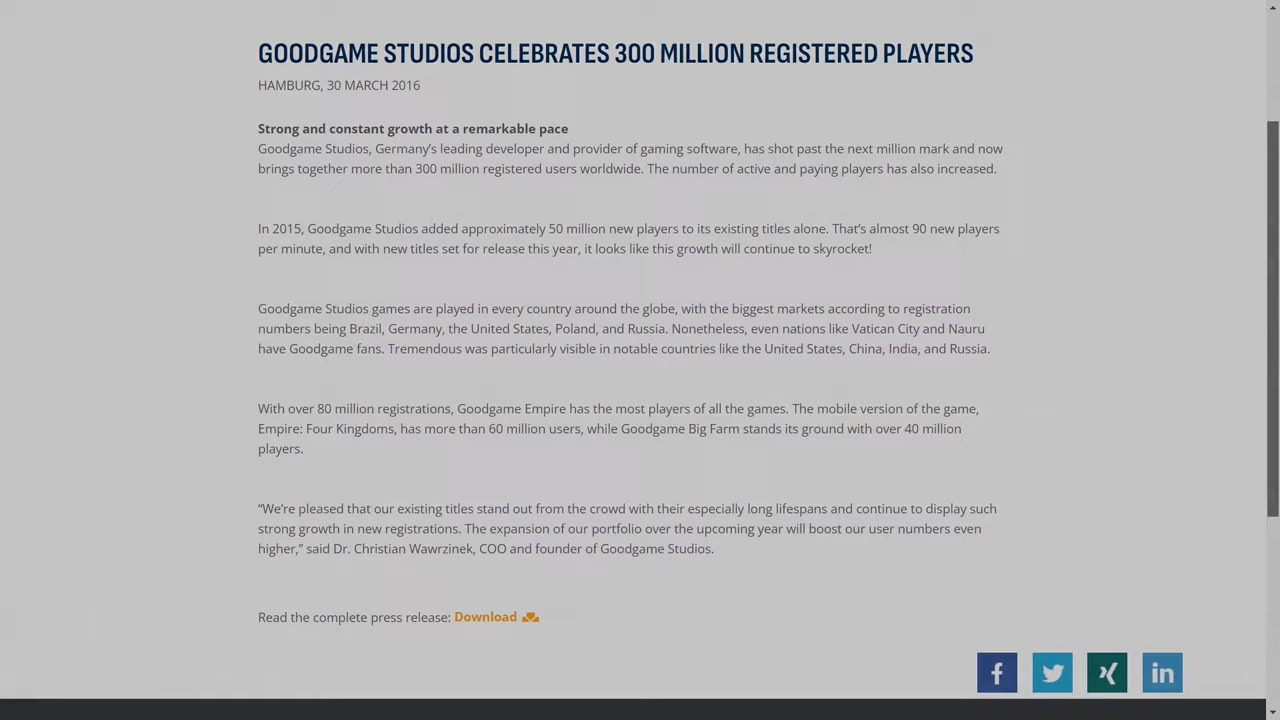 GOODGAME STUDIOS CELEBRATES 300 MILLION REGISTERED PLAYERS
HAMBURG, 30 MARCH 2016
Strong and constant growth at a remarkable pace
Goodgame Studios, Germany’s leading developer and provider of gaming software, has shot past the next million mark and now
brings together more than 300 million registered users worldwide. The number of active and paying players has also increased.
In 2015, Goodgame Studios added approximately 50 million new players to its existing titles alone. That’s almost 90 new players
per minute, and with new titles set for release this year, it looks like this growth will continue to skyrocket!
Goodgame Studios games are played in every country around the globe, with the biggest markets according to registration
numbers being Brazil, Germany, the United States, Poland, and Russia. Nonetheless, even nations like Vatican City and Nauru
have Goodgame fans. Tremendous was particularly visible in notable countries like the United States, China, India, and Russia.
With over 80 million registrations, Goodgame Empire has the most players of all the games. The mobile version of the game,
Empire: Four Kingdoms, has more than 60 million users, while Goodgame Big Farm stands its ground with over 40 million
players.
“We’re pleased that our existing titles stand out from the crowd with their especially long lifespans and continue to display such
strong growth in new registrations. The expansion of our portfolio over the upcoming year will boost our user numbers even
higher,” said Dr. Christian Wawrzinek, COO and founder of Goodgame Studios.
Read the complete press release: Download